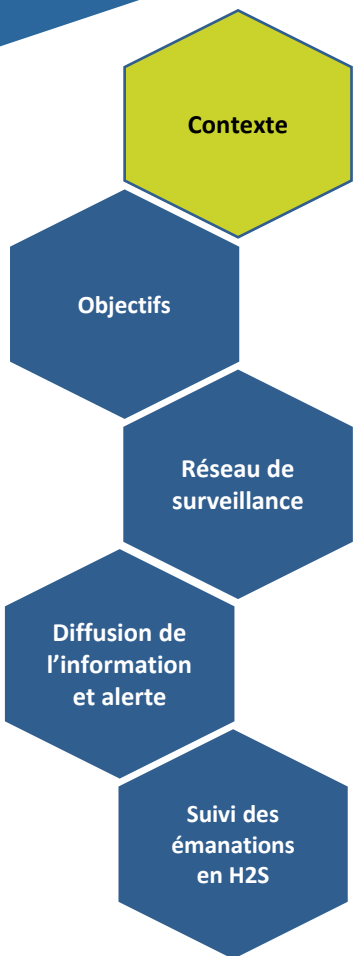 Contexte
Objectifs
Réseau de
surveillance
Diffusion de
l’information
et alerte
Suivi des
émanations
en H2S